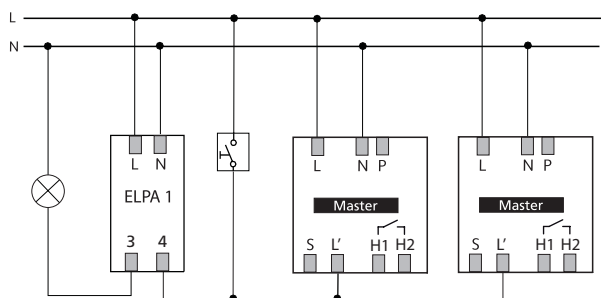 L
N
L N L N P L N P
ELPA 1 Master Master
3 4 S L' H1 H2 S L' H1 H2